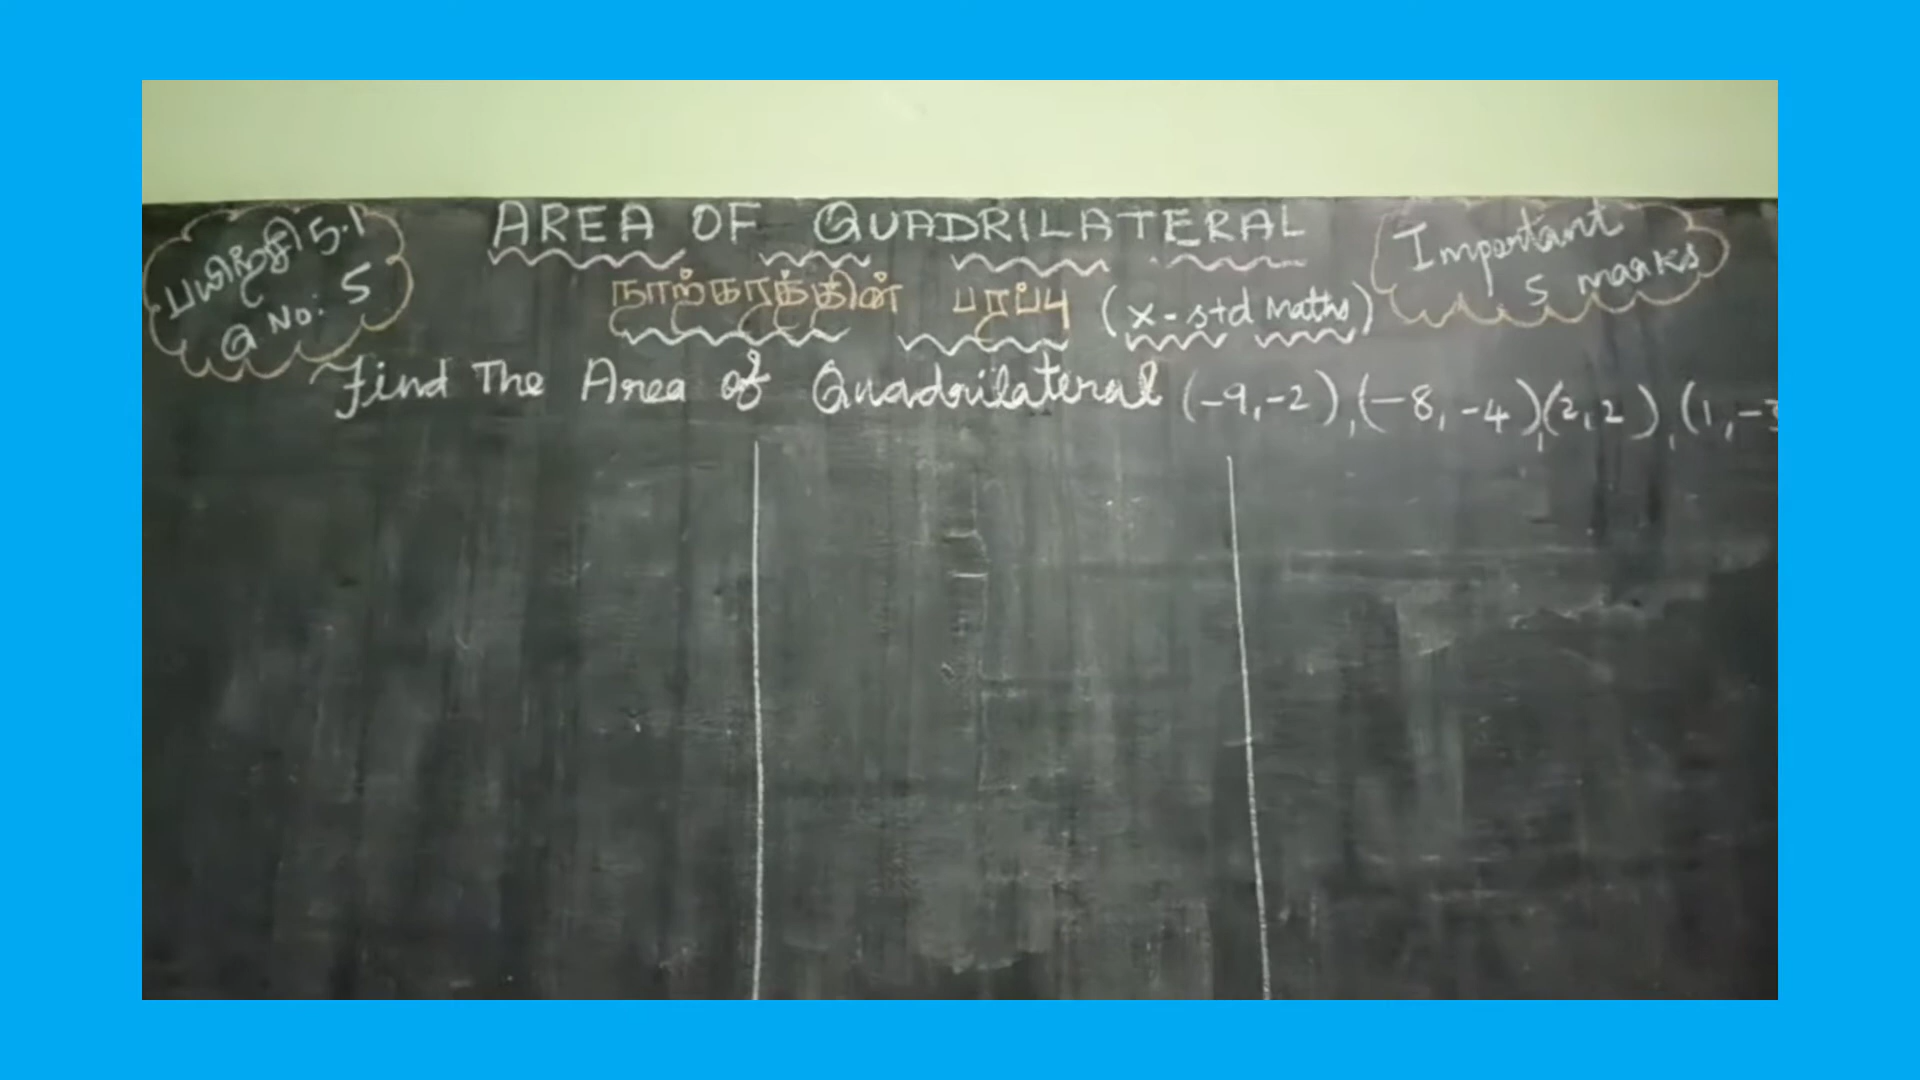 பயிற்சி 5.1
Q No: 5
AREA OF QUADRILATERAL
நாற்கரத்தின் பரப்பு (X-std Maths)
Important
5 marks
Find The Area of Quadrilateral (-9,-2),(-8,-4),(2,2),(1,-3